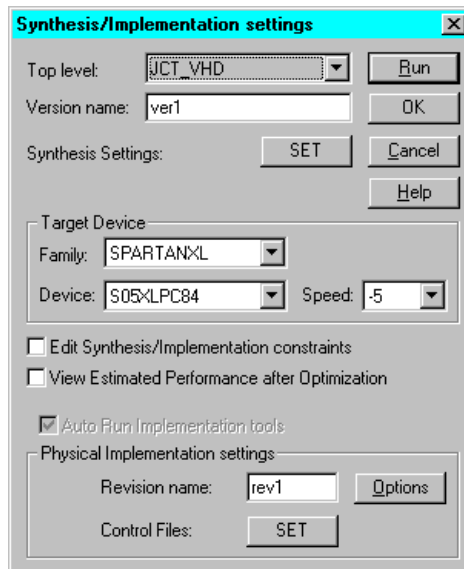 Synthesis/Implementation settings
Top level: JCT_VHD Run
Version name: ver1 OK
Synthesis Settings: SET Cancel
Help
Target Device
Family: SPARTANXL
Device: S05XLPC84 Speed: -5
Edit Synthesis/Implementation constraints
View Estimated Performance after Optimization
Auto Run Implementation tools
Physical Implementation settings
Revision name: rev1 Options
Control Files: SET